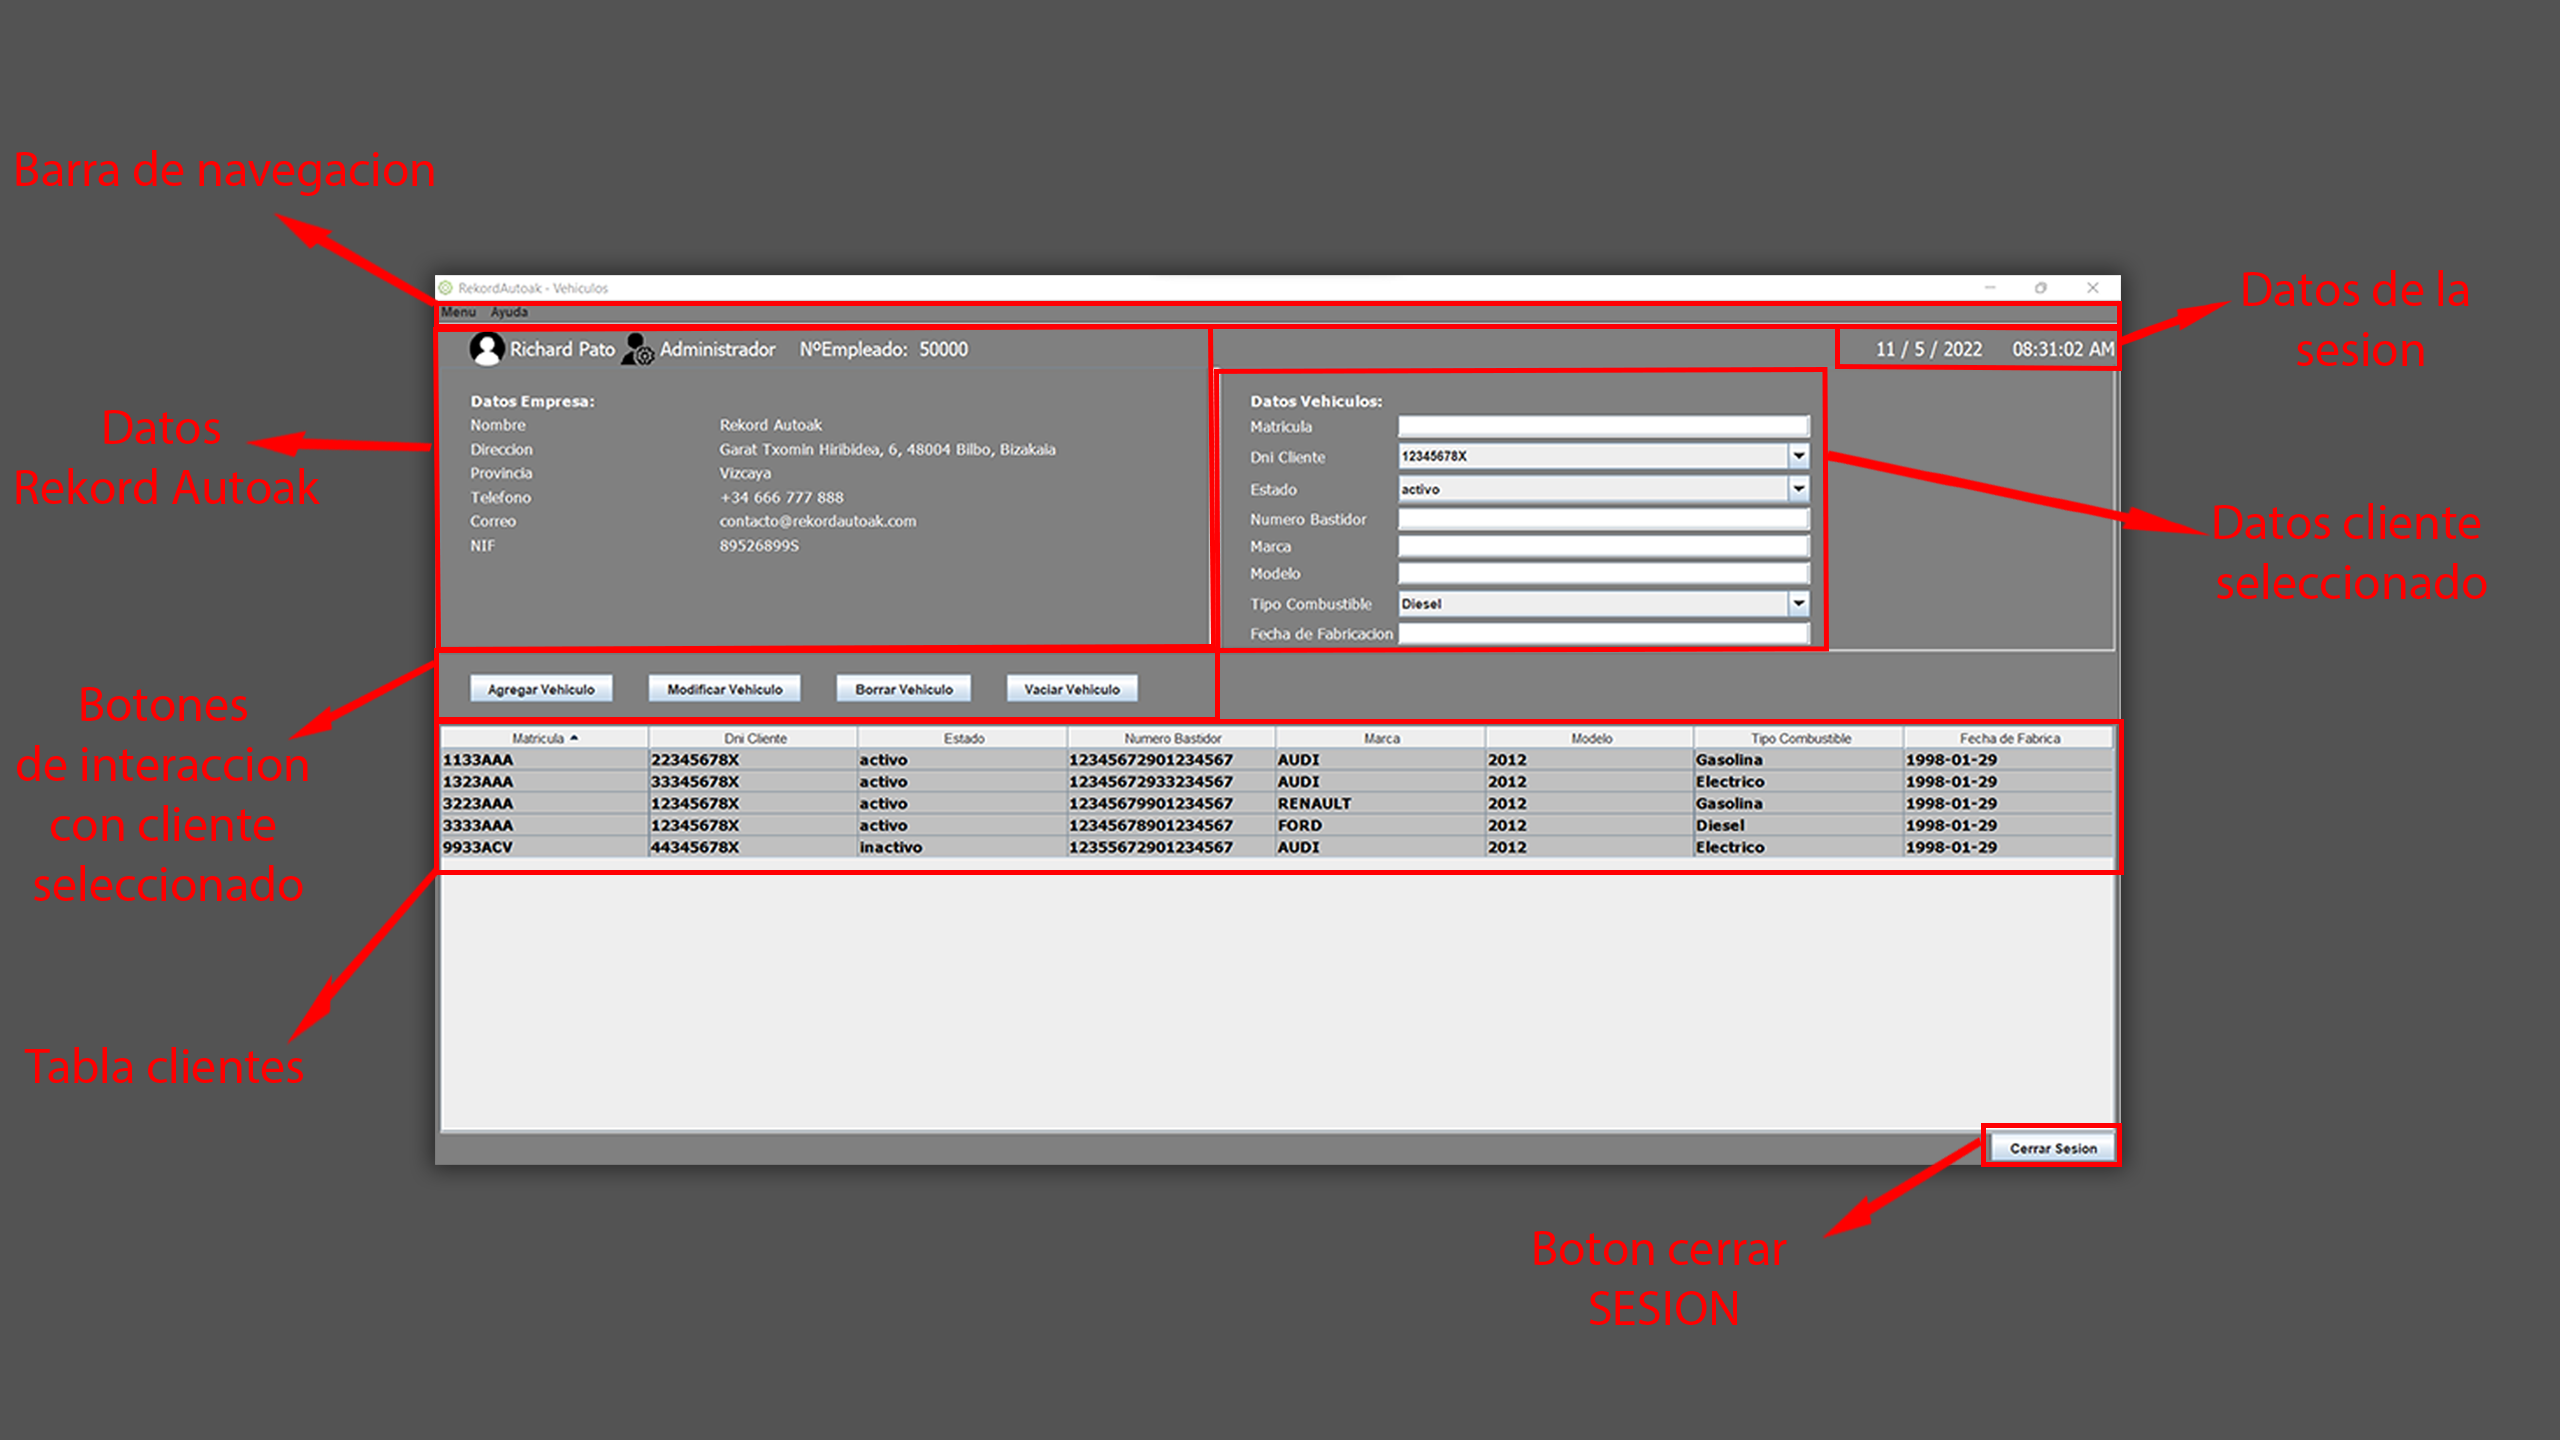 Barra de navegacion
Datos
Rekord Autoak
Botones
de interaccion
con cliente
seleccionado
Tabla clientes
RekordAutoak - Vehiculos
Menu Ayuda
Richard Pato Administrador NºEmpleado: 50000
11 / 5 / 2022 08:31:02 AM
Datos Empresa:
Nombre Rekord Autoak
Direccion Garat Txomin Hiribidea, 6, 48004 Bilbo, Bizakaia
Provincia Vizcaya
Telefono +34 666 777 888
Correo contacto@rekordautoak.com
NIF 89526899S
Datos Vehiculos:
Matricula
Dni Cliente 12345678X
Estado activo
Numero Bastidor
Marca
Modelo
Tipo Combustible Diesel
Fecha de Fabricacion
Agregar Vehiculo Modificar Vehiculo Borrar Vehiculo Vaciar Vehiculo
Matricula Dni Cliente Estado Numero Bastidor Marca Modelo Tipo Combustible Fecha de Fabrica
1133AAA 22345678X activo 12345672901234567 AUDI 2012 Gasolina 1998-01-29
1323AAA 33345678X activo 12345672933234567 AUDI 2012 Electrico 1998-01-29
3223AAA 12345678X activo 12345679901234567 RENAULT 2012 Gasolina 1998-01-29
3333AAA 12345678X activo 12345678901234567 FORD 2012 Diesel 1998-01-29
9933ACV 44345678X inactivo 12355672901234567 AUDI 2012 Electrico 1998-01-29
Cerrar Sesion
Datos de la
sesion
Datos cliente
seleccionado
Boton cerrar
SESION